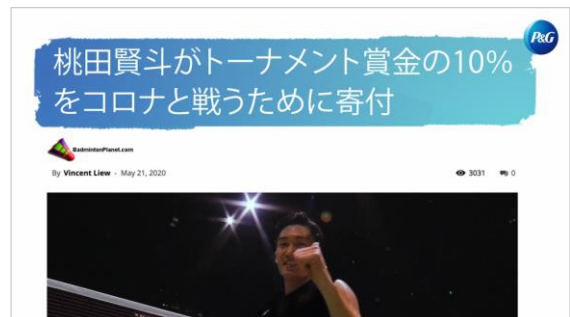 P&G
桃田賢斗がトーナメント賞金の10%
をコロナと戦うために寄付
BadmintonPlanet.com
By Vincent Liew - May 21, 2020 3031 0